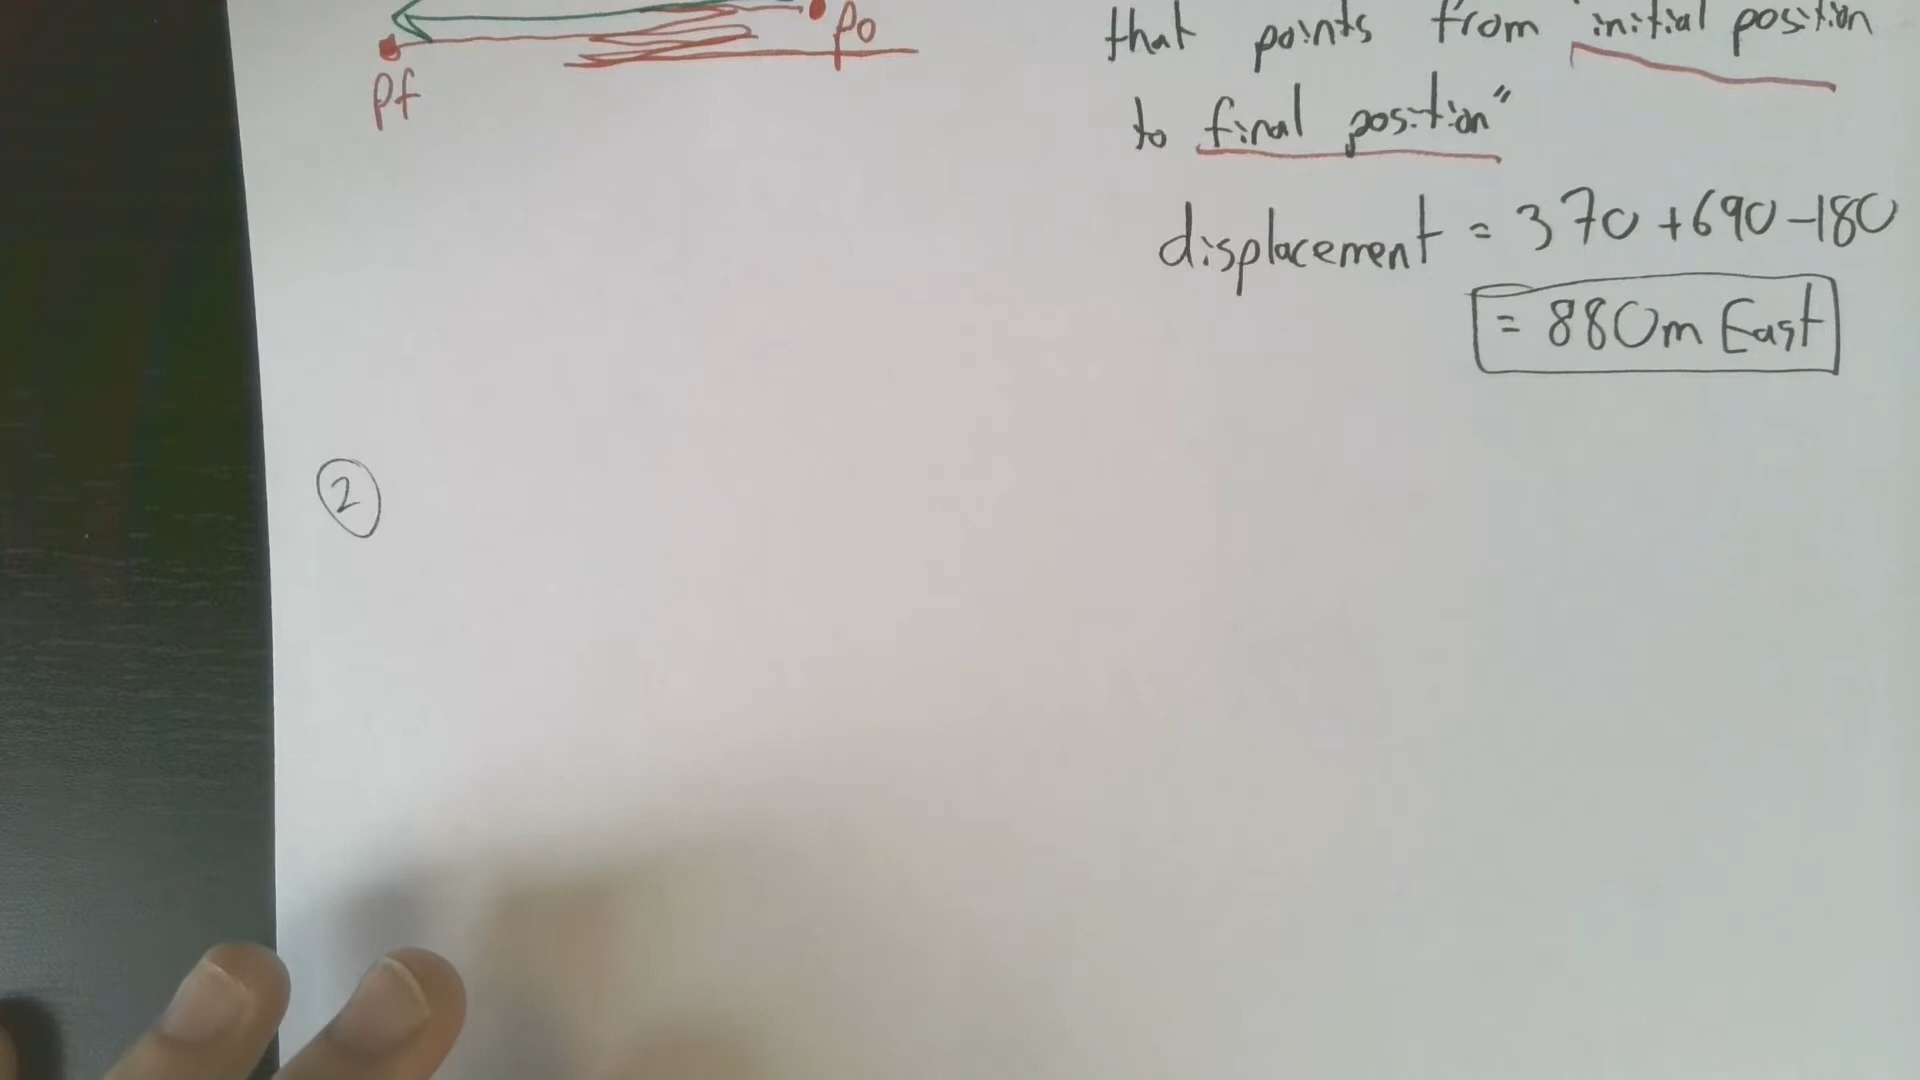 po
pf
that points from initial position
to final position"
displacement = 370 +690 -180
= 880m East
2